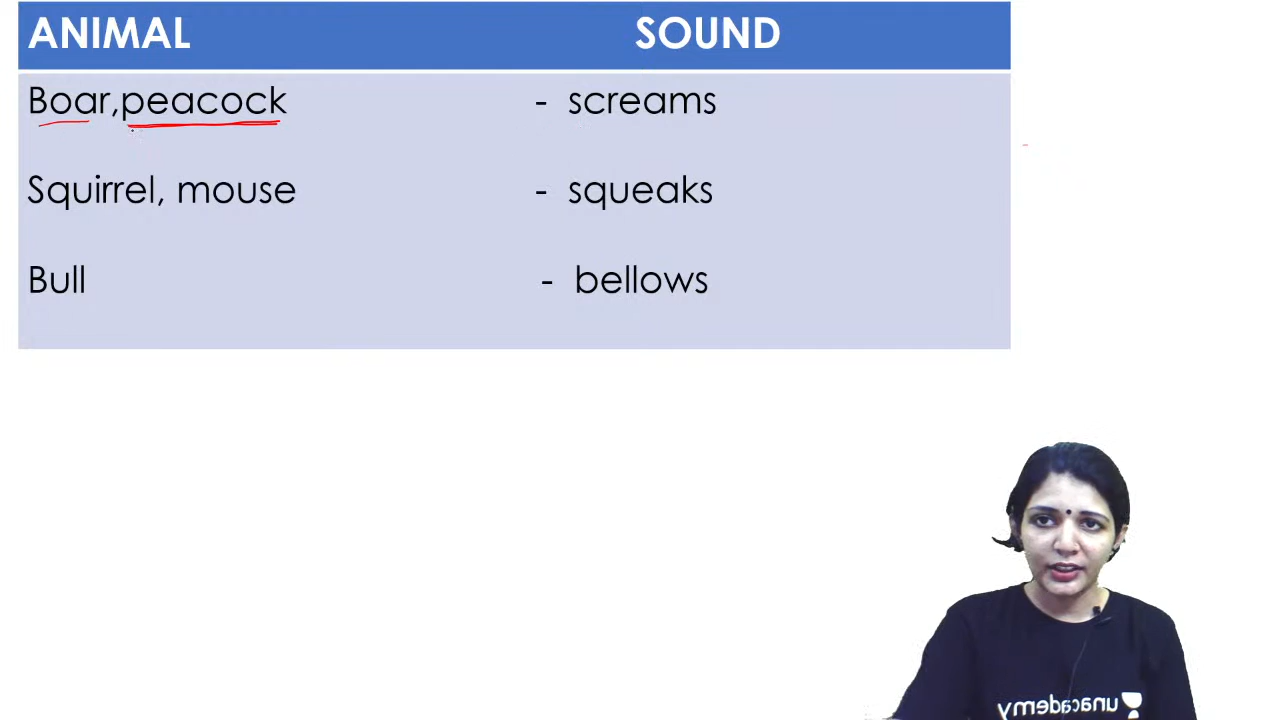 ANIMAL SOUND
Boar,peacock - screams
Squirrel, mouse - squeaks
Bull - bellows
unacademy